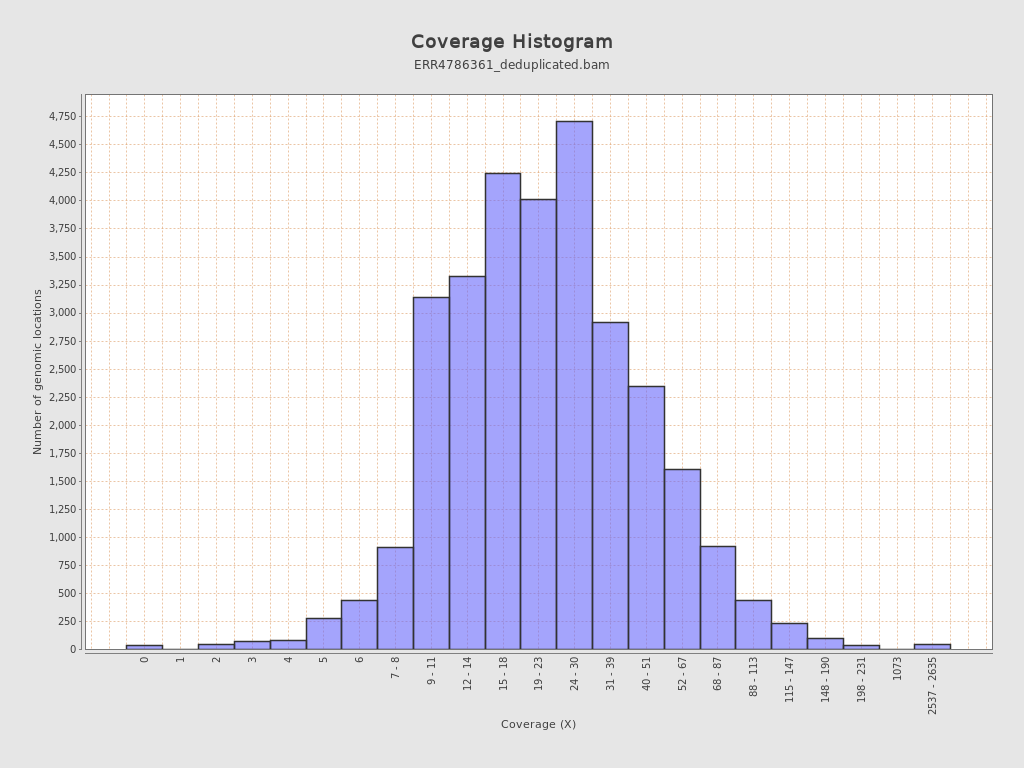 Coverage Histogram
ERR4786361_deduplicated.bam
Number of genomic locations
4,750
4,500
4,250
4,000
3,750
3,500
3,250
3,000
2,750
2,500
2,250
2,000
1,750
1,500
1,250
1,000
750
500
250
0
0
1
2
3
4
5
6
7 - 8
9 - 11
12 - 14
15 - 18
19 - 23
24 - 30
31 - 39
40 - 51
52 - 67
68 - 87
88 - 113
115 - 147
148 - 190
198 - 231
1073
2537 - 2635
Coverage (X)